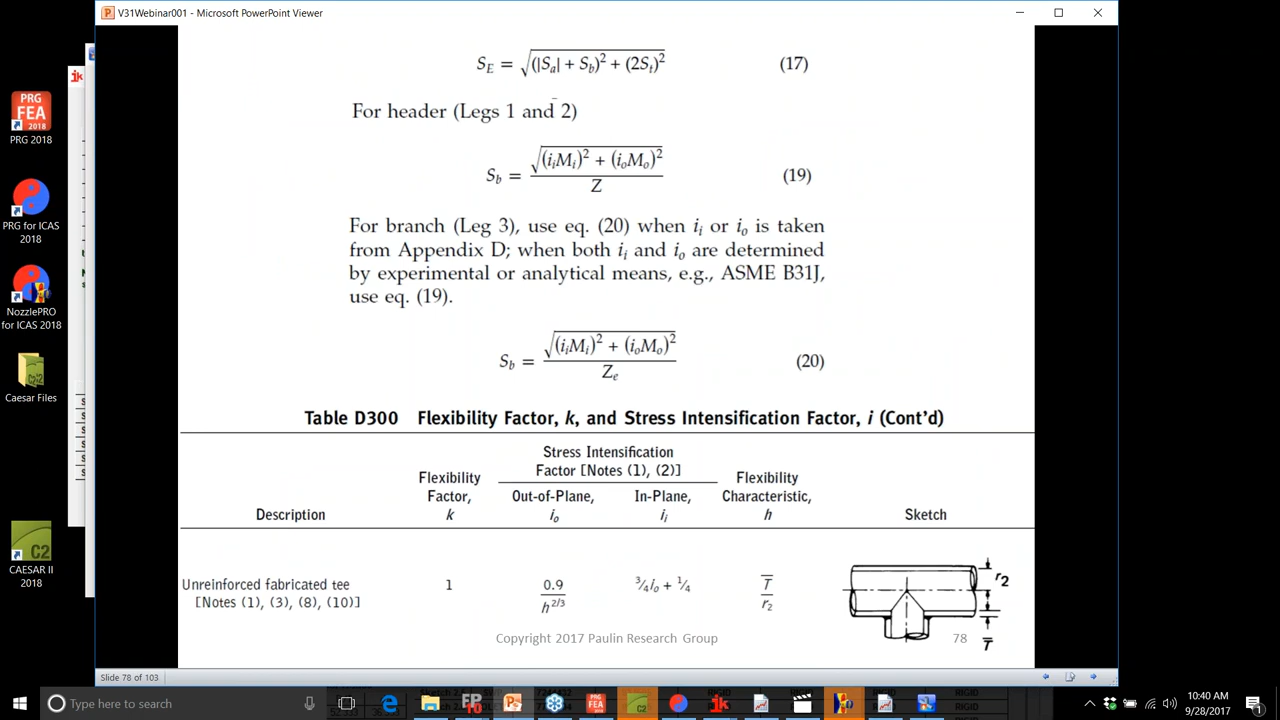 V31Webinar001 - Microsoft PowerPoint Viewer
S_E = √(|S_a| + S_b)² + (2S_t)² (17)
For header (Legs 1 and 2)
S_b = √(i_iM_i)² + (i_oM_o)² / Z (19)
For branch (Leg 3), use eq. (20) when i_i or i_o is taken
from Appendix D; when both i_i and i_o are determined
by experimental or analytical means, e.g., ASME B31J,
use eq. (19).
S_b = √(i_iM_i)² + (i_oM_o)² / Z_e (20)
Table D300 Flexibility Factor, k, and Stress Intensification Factor, i (Cont'd)
Stress Intensification
Factor [Notes (1), (2)]
Flexibility
Factor,
k
Out-of-Plane,
i_o
In-Plane,
i_i
Flexibility
Characteristic,
h
Description
Sketch
Unreinforced fabricated tee
[Notes (1), (3), (8), (10)]
1
0.9 / h^2/3
3/4 i_o + 1/4
T̅ / r₂
r₂
T̅
Copyright 2017 Paulin Research Group
78
Slide 78 of 103
PRG
FEA
2018
PRG 2018
PRG for ICAS
2018
NozzlePRO
for ICAS 2018
C2
Caesar Files
C2
CAESAR II
2018
ik
Type here to search
10:40 AM
9/28/2017